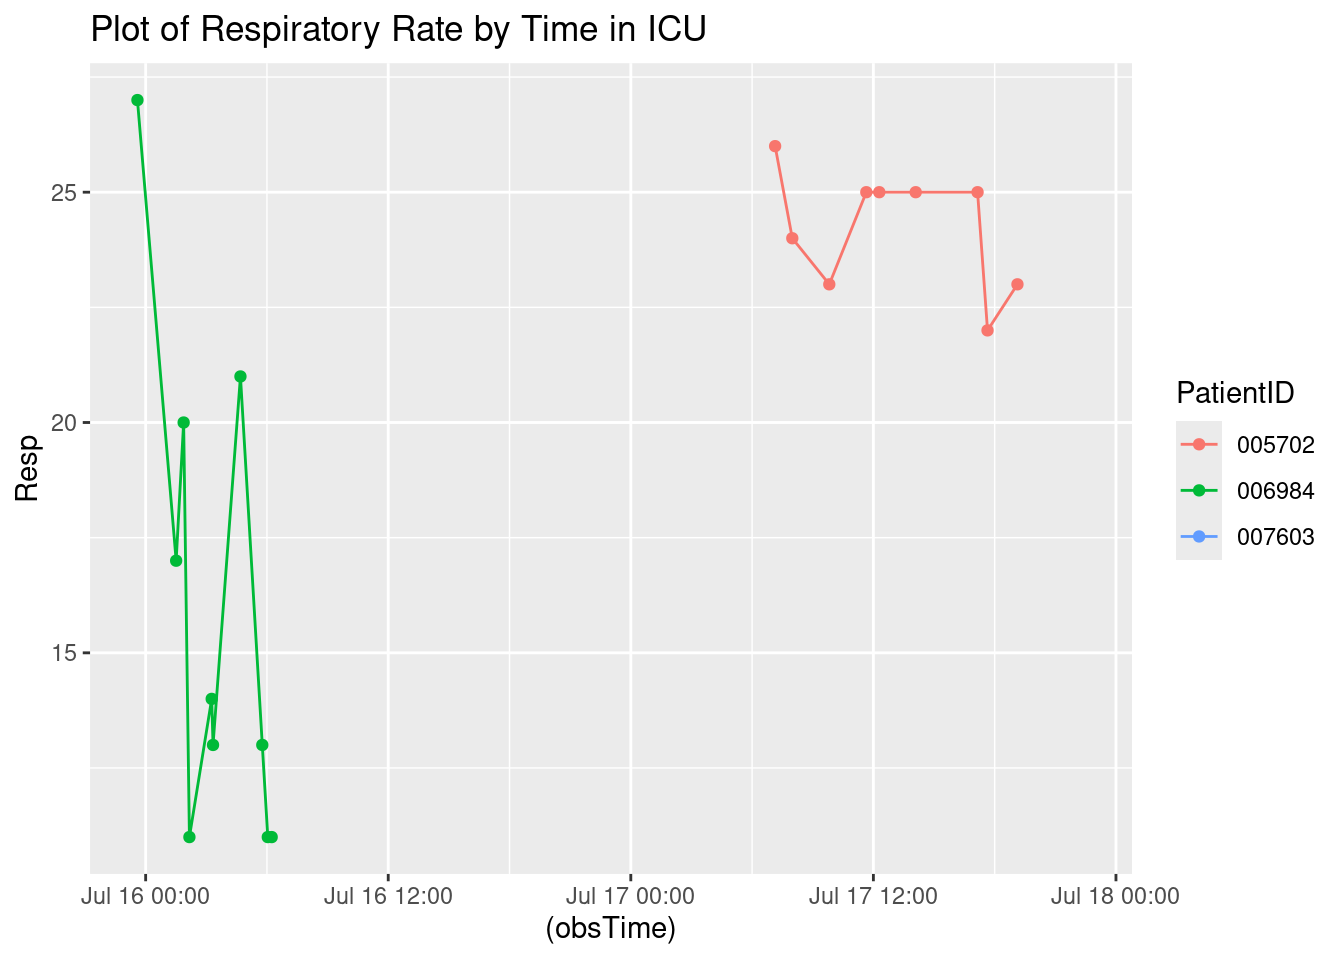 Plot of Respiratory Rate by Time in ICU
25
20
15
Resp
Jul 16 00:00
Jul 16 12:00
Jul 17 00:00
Jul 17 12:00
Jul 18 00:00
(obsTime)
PatientID
005702
006984
007603